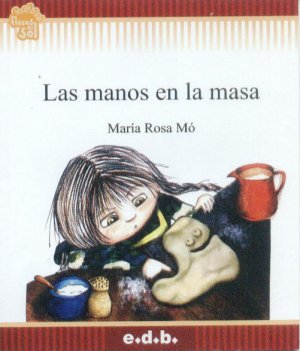 Las manos en la masa
María Rosa Mó
e.d.b.